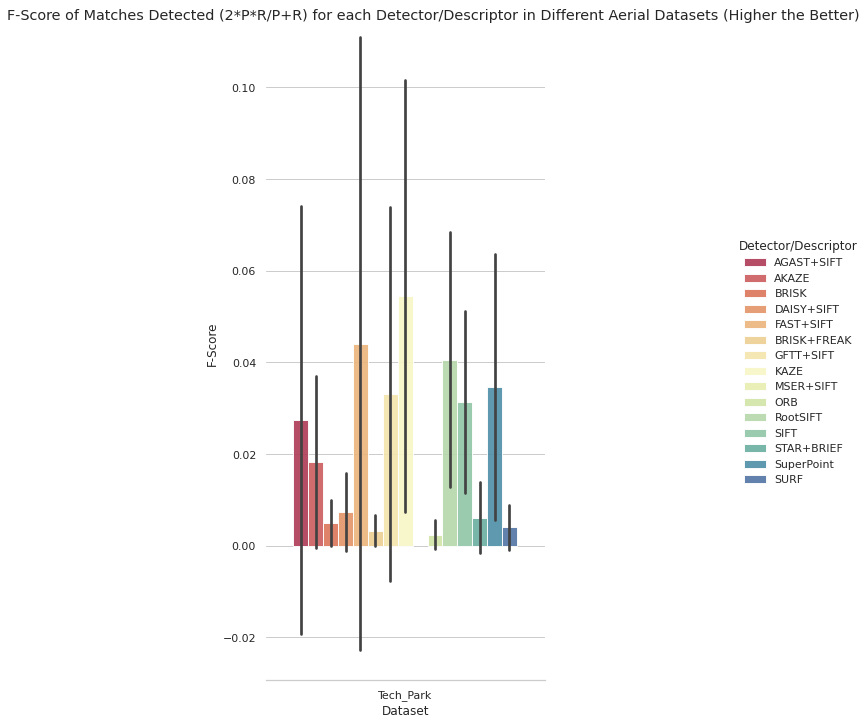 F-Score of Matches Detected (2*P*R/P+R) for each Detector/Descriptor in Different Aerial Datasets (Higher the Better)
0.10
0.08
0.06
0.04
0.02
0.00
−0.02
F-Score
Tech_Park
Dataset
Detector/Descriptor
AGAST+SIFT
AKAZE
BRISK
DAISY+SIFT
FAST+SIFT
BRISK+FREAK
GFTT+SIFT
KAZE
MSER+SIFT
ORB
RootSIFT
SIFT
STAR+BRIEF
SuperPoint
SURF